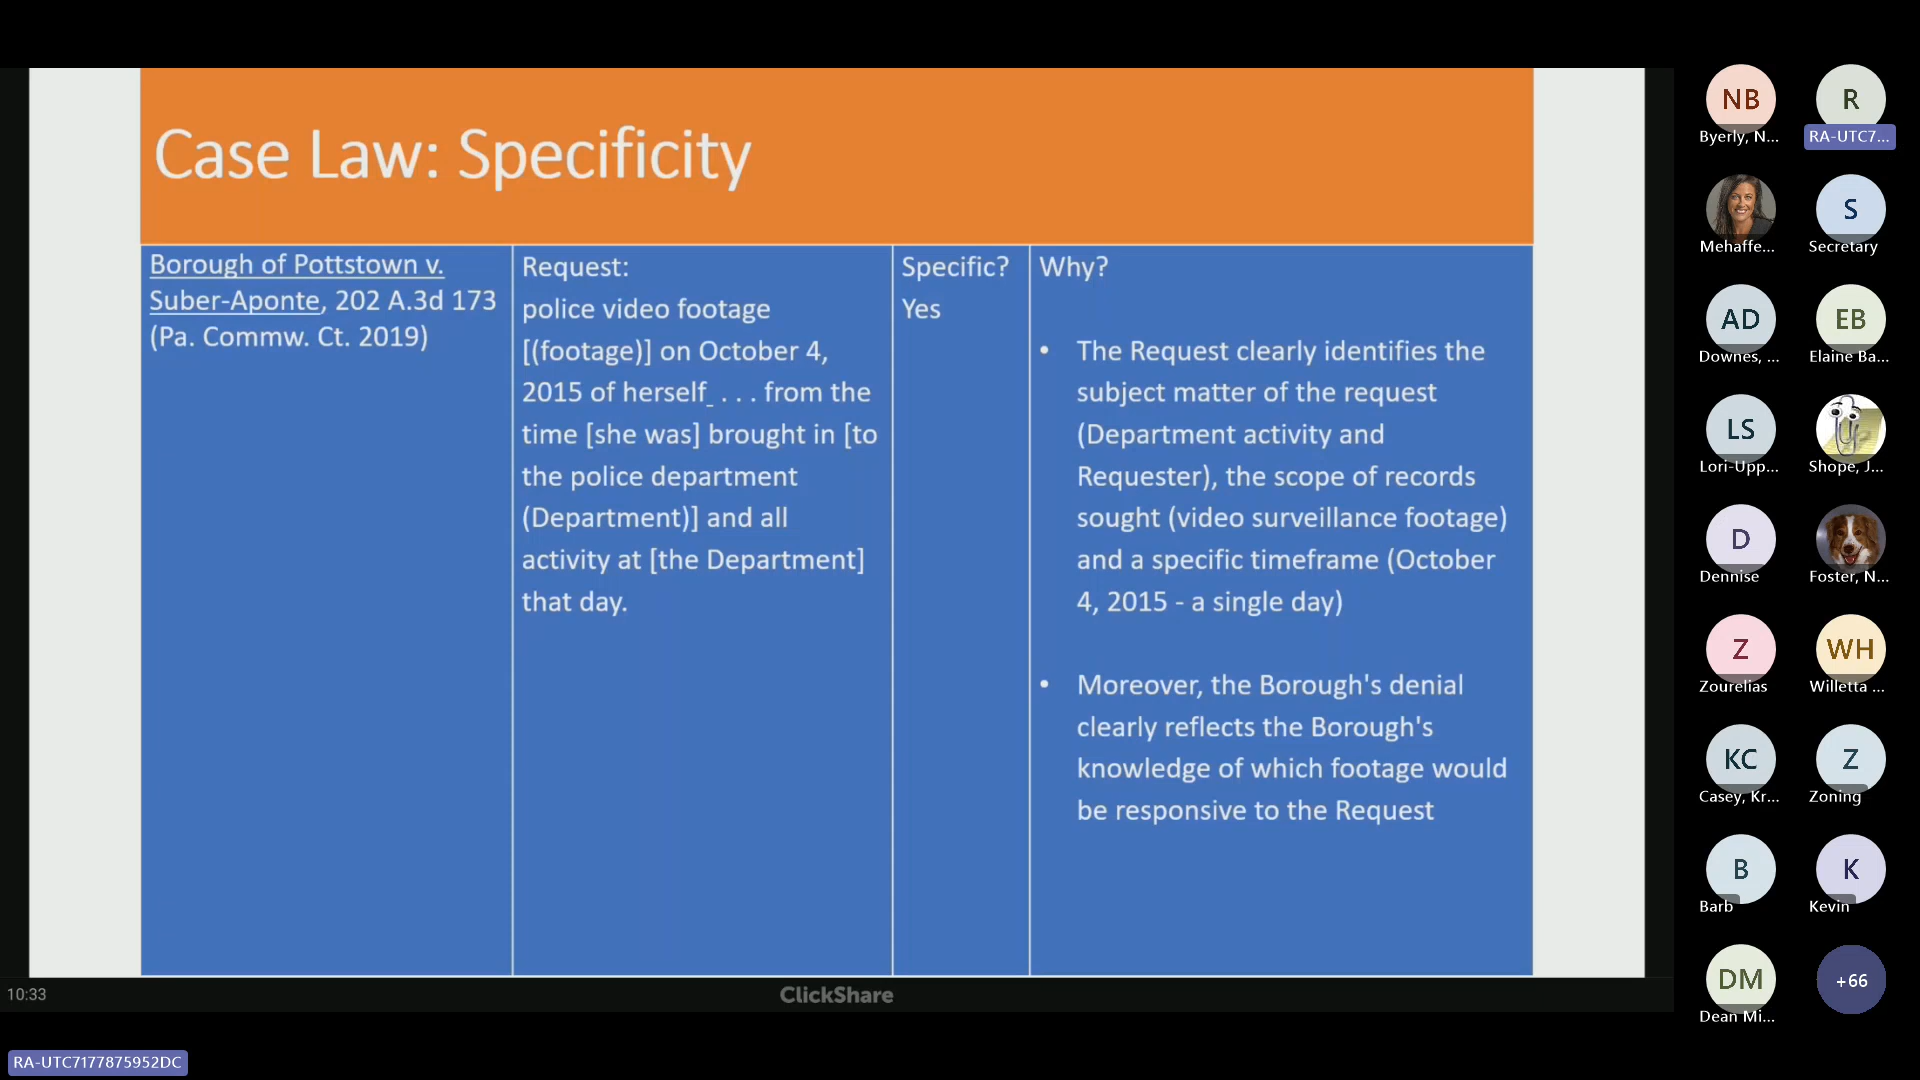 Case Law: Specificity
Borough of Pottstown v.
Suber-Aponte, 202 A.3d 173
(Pa. Commw. Ct. 2019)
Request:
police video footage
[(footage)] on October 4,
2015 of herself_ . . . from the
time [she was] brought in [to
the police department
(Department)] and all
activity at [the Department]
that day.
Specific?
Yes
Why?
• The Request clearly identifies the
subject matter of the request
(Department activity and
Requester), the scope of records
sought (video surveillance footage)
and a specific timeframe (October
4, 2015 - a single day)
• Moreover, the Borough's denial
clearly reflects the Borough's
knowledge of which footage would
be responsive to the Request
10:33
ClickShare
RA-UTC7177875952DC
NB
Byerly, N...
R
RA-UTC7...
Mehaffe...
S
Secretary
AD
Downes, ...
EB
Elaine Ba...
LS
Lori-Upp...
Shope, J...
D
Dennise
Foster, N...
Z
Zourelias
WH
Willetta ...
KC
Casey, Kr...
Z
Zoning
B
Barb
K
Kevin
DM
Dean Mi...
+66